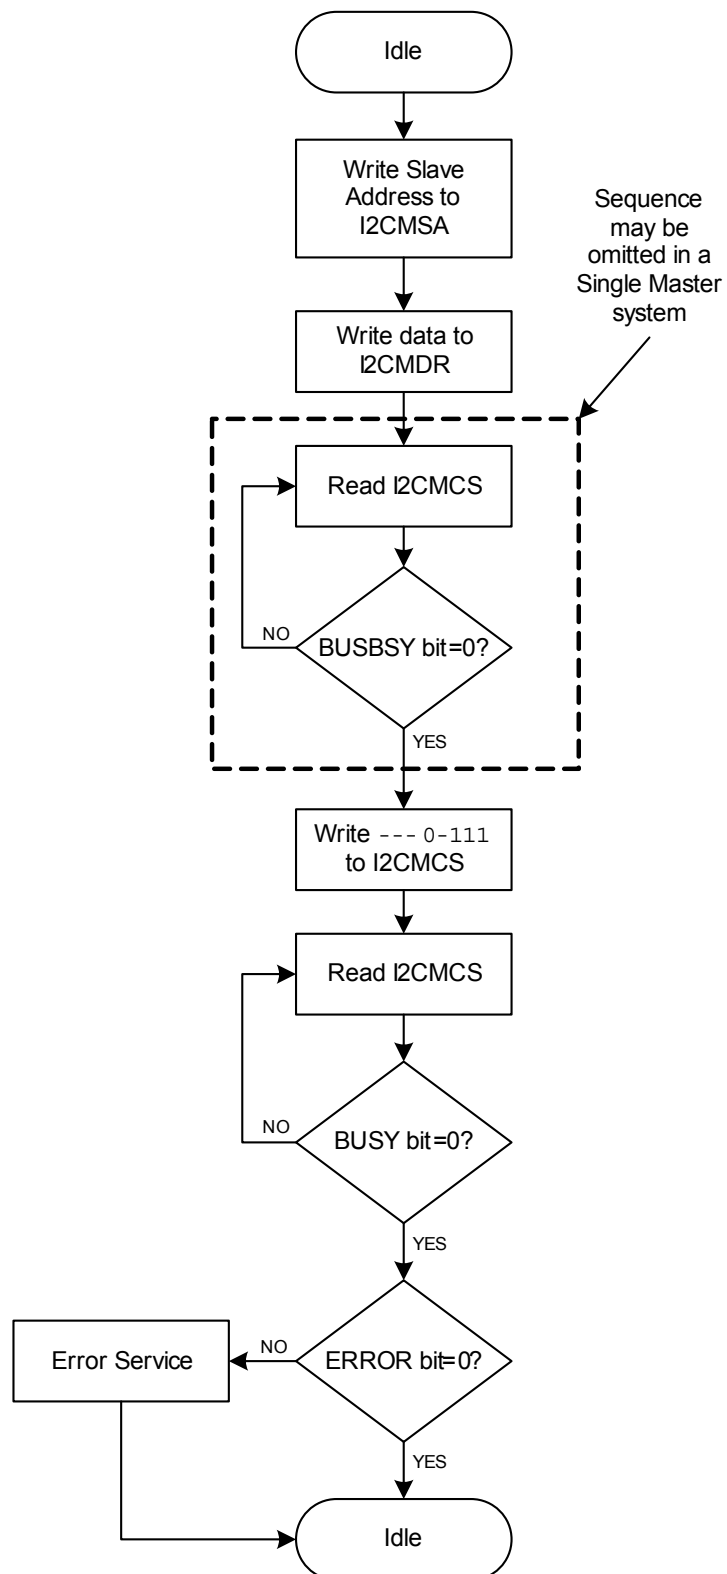 Idle
Write Slave
Address to
I2CMSA
Sequence
may be
omitted in a
Single Master
system
Write data to
I2CMDR
Read I2CMCS
NO
BUSBSY bit=0?
YES
Write --- 0-111
to I2CMCS
Read I2CMCS
NO
BUSY bit=0?
YES
Error Service
NO
ERROR bit=0?
YES
Idle